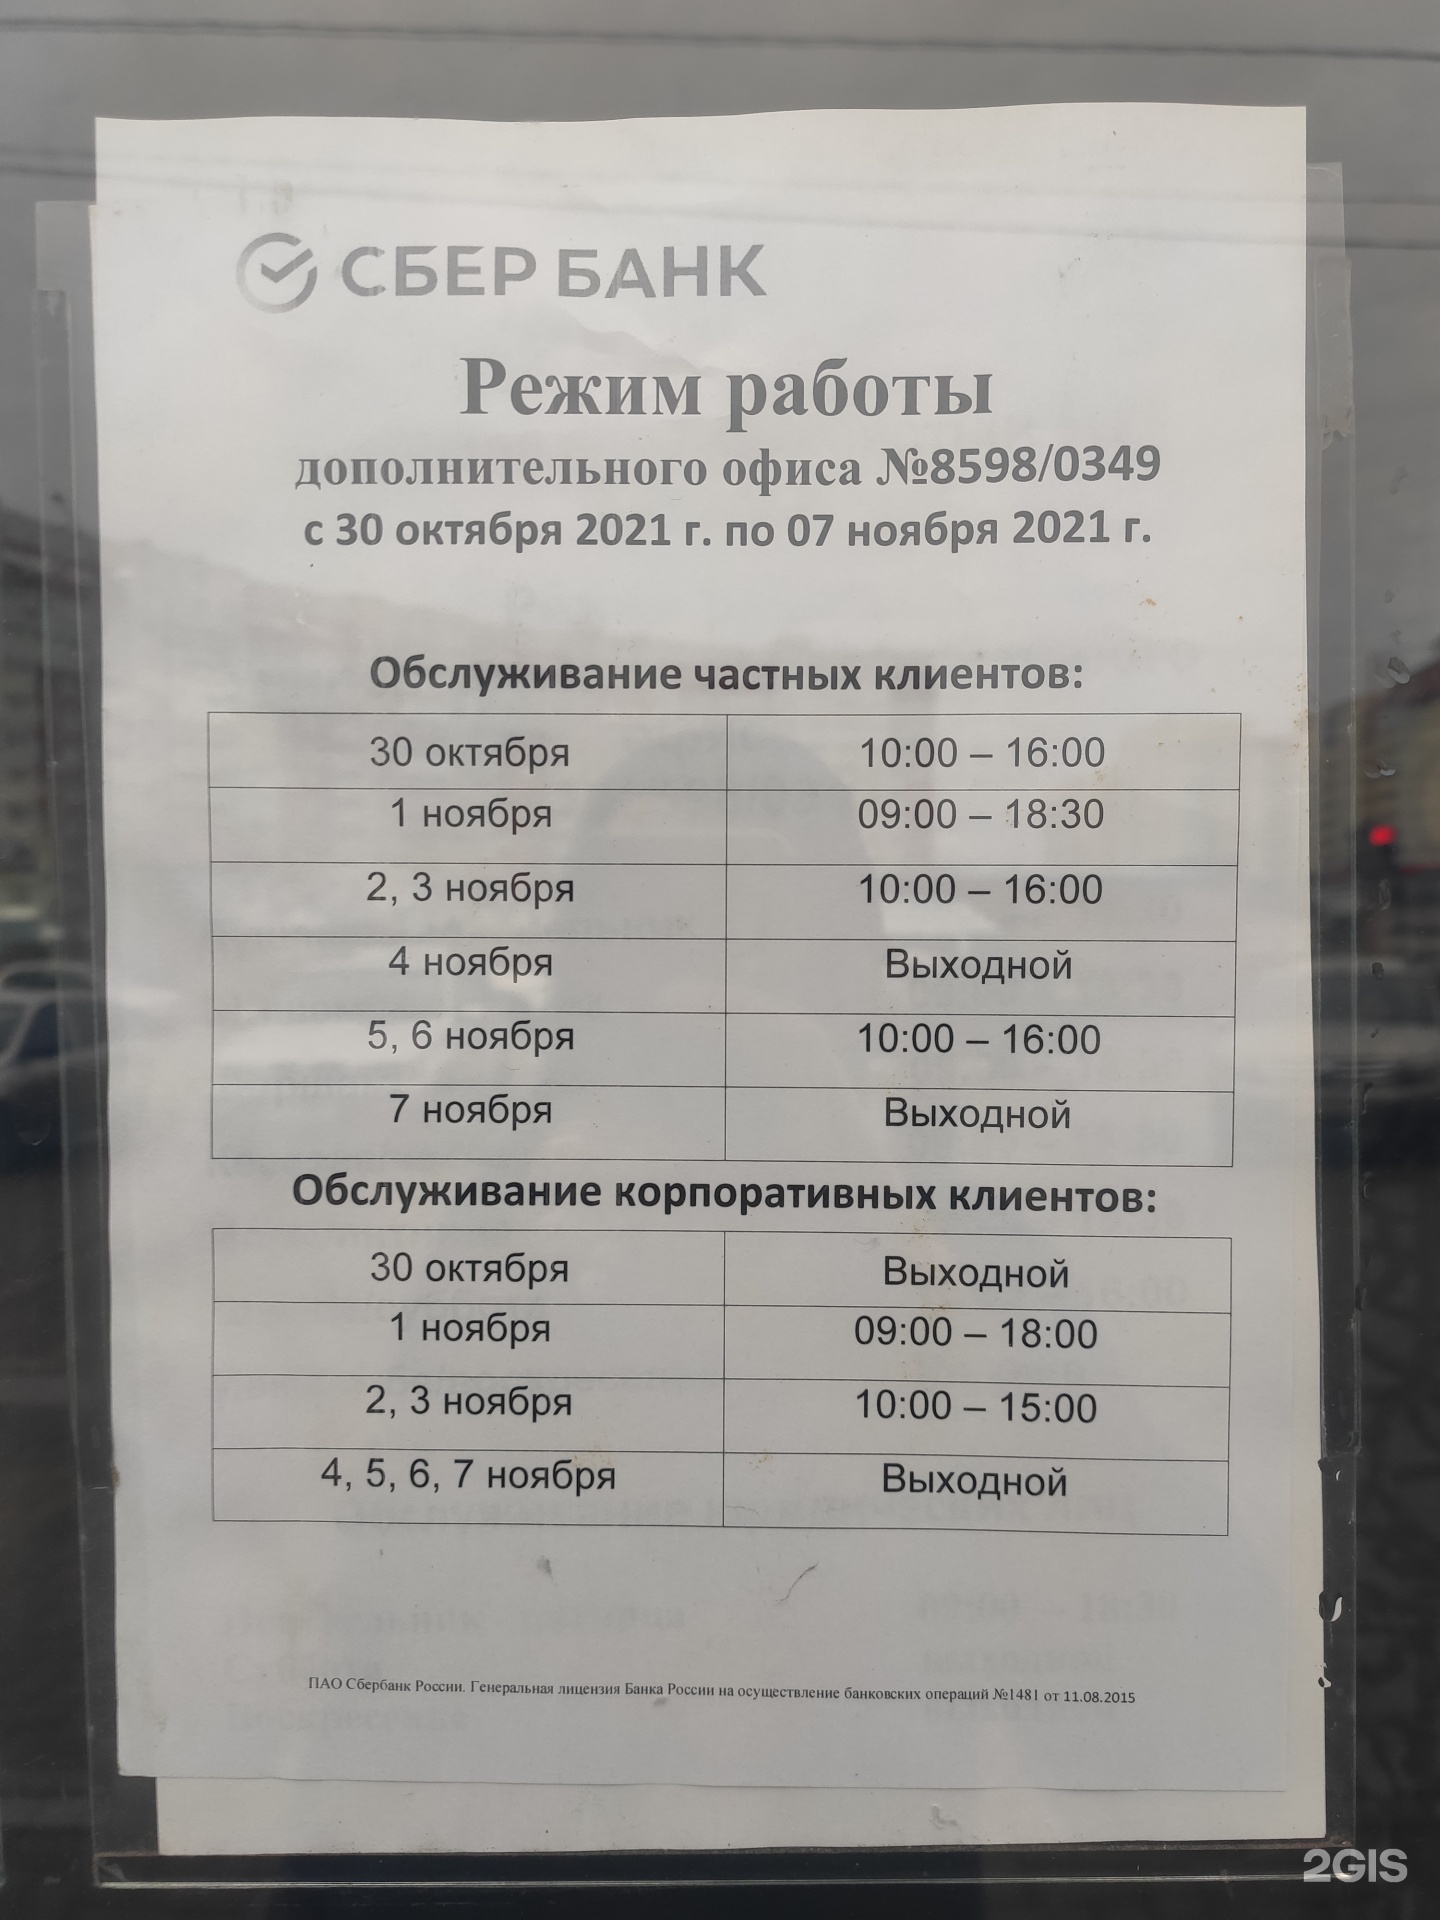 СБЕР БАНК
Режим работы
дополнительного офиса №8598/0349
с 30 октября 2021 г. по 07 ноября 2021 г.
Обслуживание частных клиентов:
30 октября 10:00 – 16:00
1 ноября 09:00 – 18:30
2, 3 ноября 10:00 – 16:00
4 ноября Выходной
5, 6 ноября 10:00 – 16:00
7 ноября Выходной
Обслуживание корпоративных клиентов:
30 октября Выходной
1 ноября 09:00 – 18:00
2, 3 ноября 10:00 – 15:00
4, 5, 6, 7 ноября Выходной
ПАО Сбербанк России. Генеральная лицензия Банка России на осуществление банковских операций №1481 от 11.08.2015
2GIS